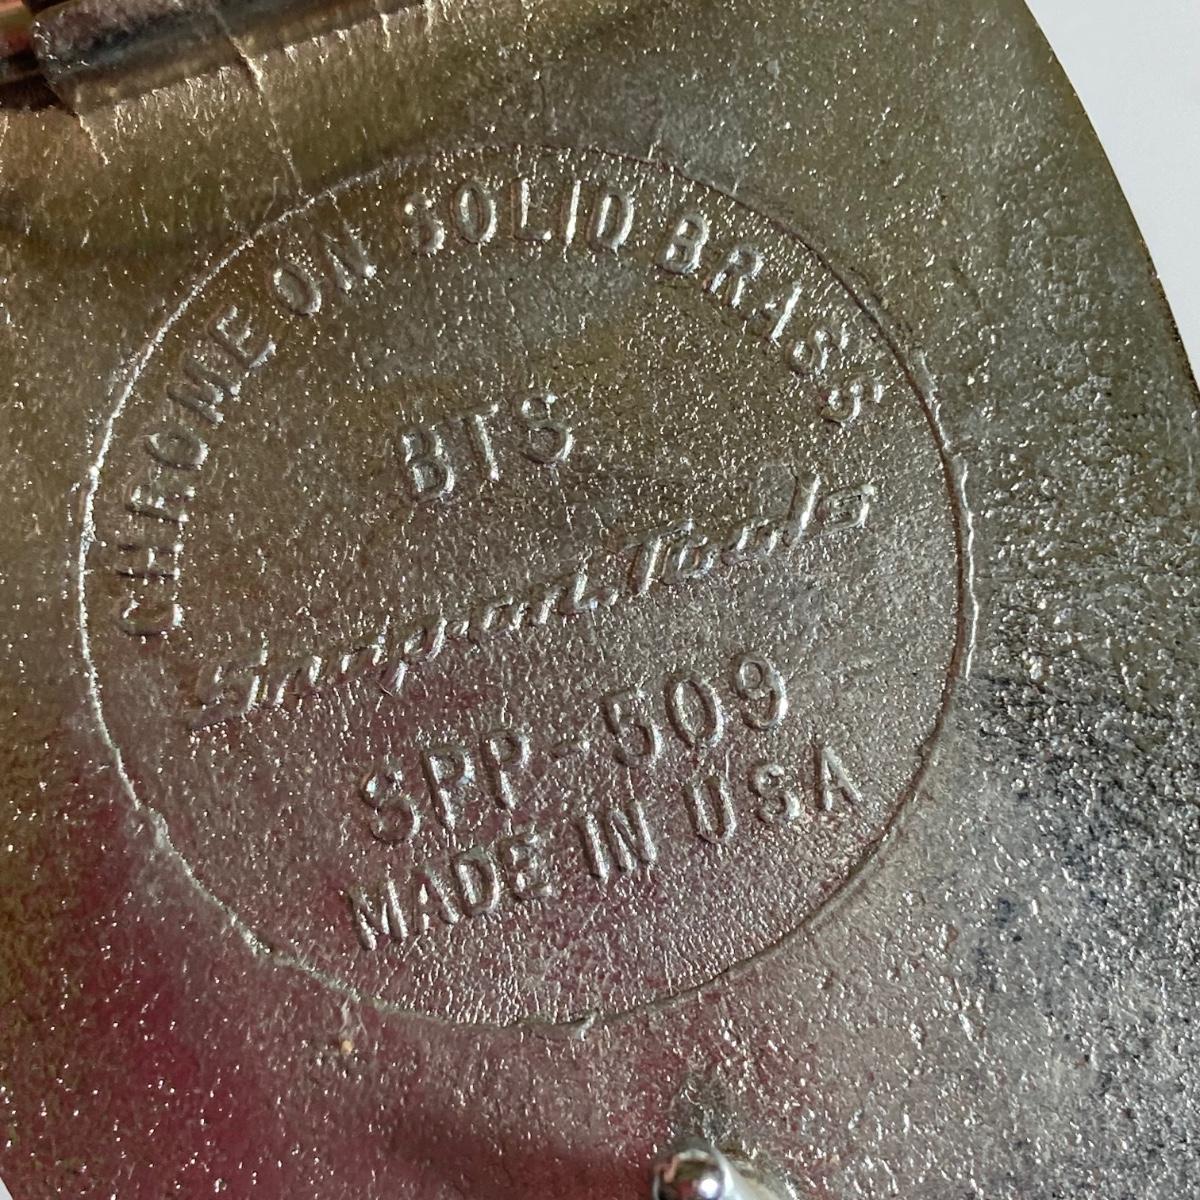 CHROME ON SOLID BRASS
BTS
Snap-on Tools
SPP-509
MADE IN USA